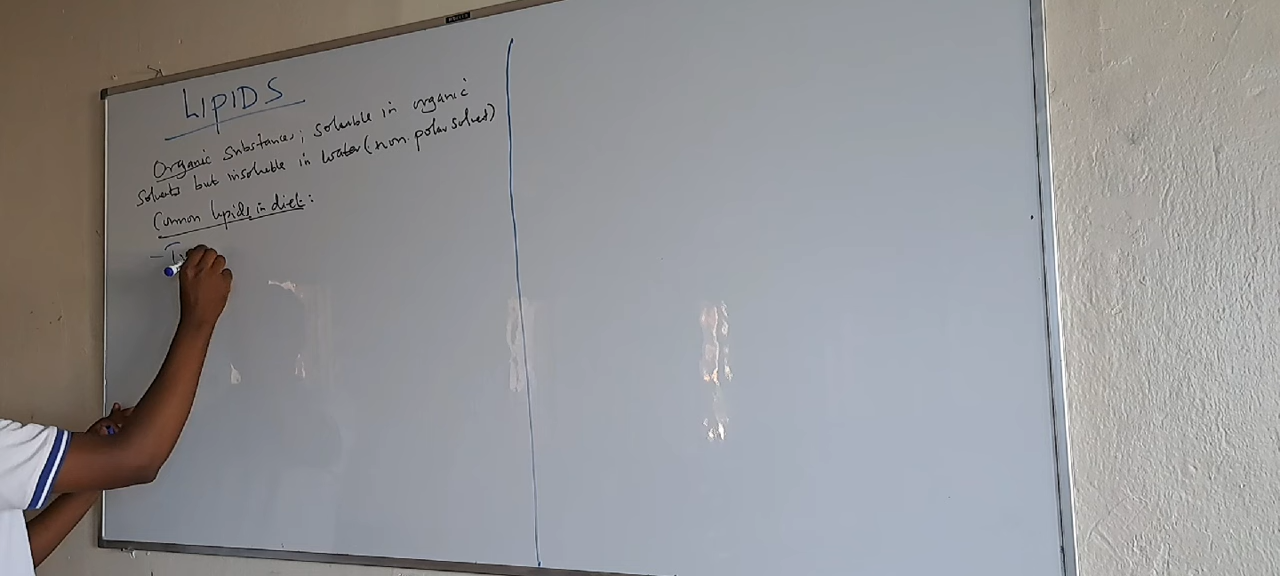 LIPIDS
Organic Substances; soluble in organic
Solvents but insoluble in water (non-polar solvent)
Common lipids in diet:
- T